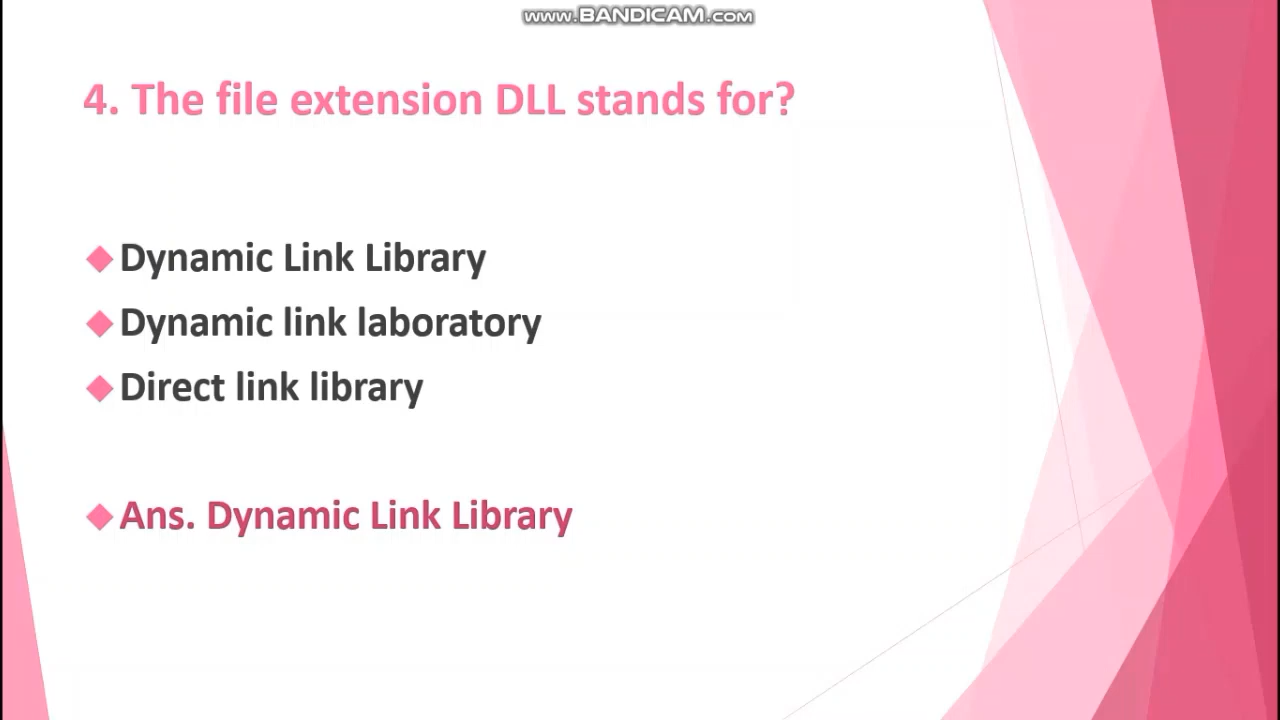 www.BANDICAM.com
4. The file extension DLL stands for?
Dynamic Link Library
Dynamic link laboratory
Direct link library
Ans. Dynamic Link Library